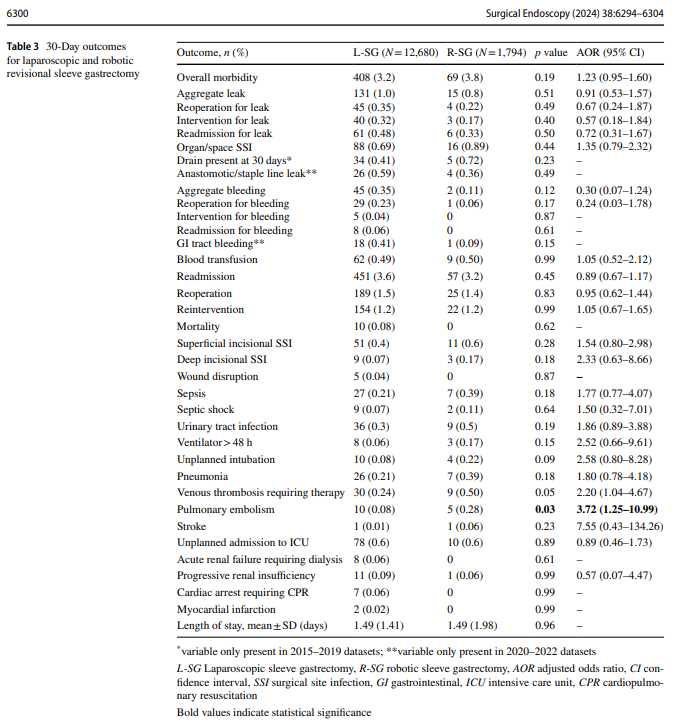 6300
Surgical Endoscopy (2024) 38:6294–6304
Table 3 30-Day outcomes
for laparoscopic and robotic
revisional sleeve gastrectomy
Outcome, n (%) L-SG (N=12,680) R-SG (N=1,794) p value AOR (95% CI)
Overall morbidity 408 (3.2) 69 (3.8) 0.19 1.23 (0.95–1.60)
Aggregate leak 131 (1.0) 15 (0.8) 0.51 0.91 (0.53–1.57)
Reoperation for leak 45 (0.35) 4 (0.22) 0.49 0.67 (0.24–1.87)
Intervention for leak 40 (0.32) 3 (0.17) 0.40 0.57 (0.18–1.84)
Readmission for leak 61 (0.48) 6 (0.33) 0.50 0.72 (0.31–1.67)
Organ/space SSI 88 (0.69) 16 (0.89) 0.44 1.35 (0.79–2.32)
Drain present at 30 days* 34 (0.41) 5 (0.72) 0.23 –
Anastomotic/staple line leak** 26 (0.59) 4 (0.36) 0.49 –
Aggregate bleeding 45 (0.35) 2 (0.11) 0.12 0.30 (0.07–1.24)
Reoperation for bleeding 29 (0.23) 1 (0.06) 0.17 0.24 (0.03–1.78)
Intervention for bleeding 5 (0.04) 0 0.87 –
Readmission for bleeding 8 (0.06) 0 0.61 –
GI tract bleeding** 18 (0.41) 1 (0.09) 0.15 –
Blood transfusion 62 (0.49) 9 (0.50) 0.99 1.05 (0.52–2.12)
Readmission 451 (3.6) 57 (3.2) 0.45 0.89 (0.67–1.17)
Reoperation 189 (1.5) 25 (1.4) 0.83 0.95 (0.62–1.44)
Reintervention 154 (1.2) 22 (1.2) 0.99 1.05 (0.67–1.65)
Mortality 10 (0.08) 0 0.62 –
Superficial incisional SSI 51 (0.4) 11 (0.6) 0.28 1.54 (0.80–2.98)
Deep incisional SSI 9 (0.07) 3 (0.17) 0.18 2.33 (0.63–8.66)
Wound disruption 5 (0.04) 0 0.87 –
Sepsis 27 (0.21) 7 (0.39) 0.18 1.77 (0.77–4.07)
Septic shock 9 (0.07) 2 (0.11) 0.64 1.50 (0.32–7.01)
Urinary tract infection 36 (0.3) 9 (0.5) 0.19 1.86 (0.89–3.88)
Ventilator > 48 h 8 (0.06) 3 (0.17) 0.15 2.52 (0.66–9.61)
Unplanned intubation 10 (0.08) 4 (0.22) 0.09 2.58 (0.80–8.28)
Pneumonia 26 (0.21) 7 (0.39) 0.18 1.80 (0.78–4.18)
Venous thrombosis requiring therapy 30 (0.24) 9 (0.50) 0.05 2.20 (1.04–4.67)
Pulmonary embolism 10 (0.08) 5 (0.28) 0.03 3.72 (1.25–10.99)
Stroke 1 (0.01) 1 (0.06) 0.23 7.55 (0.43–134.26)
Unplanned admission to ICU 78 (0.6) 10 (0.6) 0.89 0.89 (0.46–1.73)
Acute renal failure requiring dialysis 8 (0.06) 0 0.61 –
Progressive renal insufficiency 11 (0.09) 1 (0.06) 0.99 0.57 (0.07–4.47)
Cardiac arrest requiring CPR 7 (0.06) 0 0.99 –
Myocardial infarction 2 (0.02) 0 0.99 –
Length of stay, mean ± SD (days) 1.49 (1.41) 1.49 (1.98) 0.96 –
*variable only present in 2015–2019 datasets; **variable only present in 2020–2022 datasets
L-SG Laparoscopic sleeve gastrectomy, R-SG robotic sleeve gastrectomy, AOR adjusted odds ratio, CI con-
fidence interval, SSI surgical site infection, GI gastrointestinal, ICU intensive care unit, CPR cardiopulmo-
nary resuscitation
Bold values indicate statistical significance